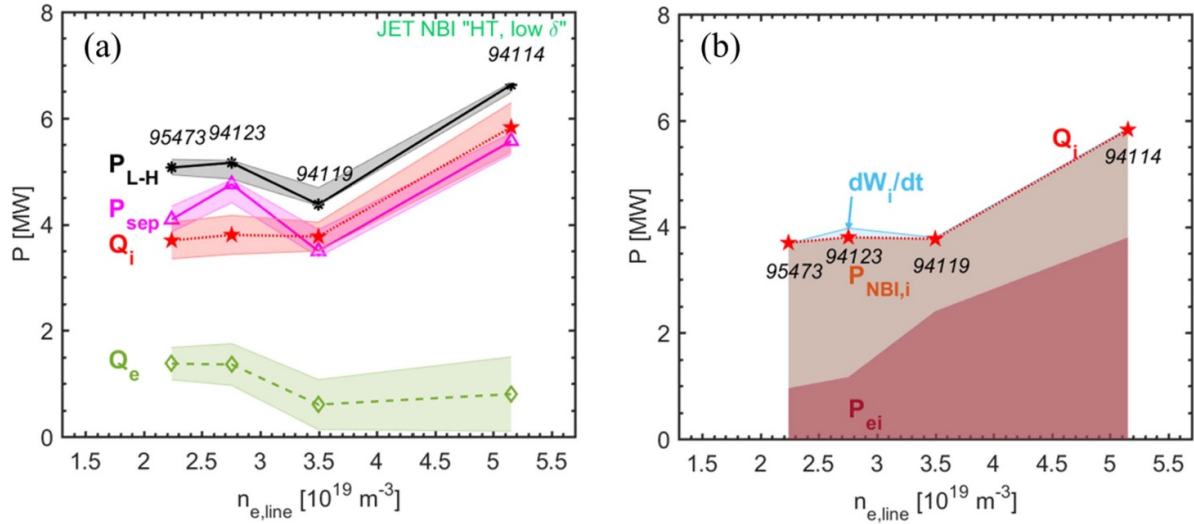 (a)
JET NBI "HT, low δ"
94114
95473 94123
94119
P_L-H
P_sep
Q_i
Q_e
P [MW]
8
6
4
2
0
1.5 2 2.5 3 3.5 4 4.5 5 5.5
n_e,line [10^19 m^-3]
(b)
Q_i
94114
dW_i/dt
95473
94123
94119
P_NBI,i
P_ei
P [MW]
8
6
4
2
0
1.5 2 2.5 3 3.5 4 4.5 5 5.5
n_e,line [10^19 m^-3]